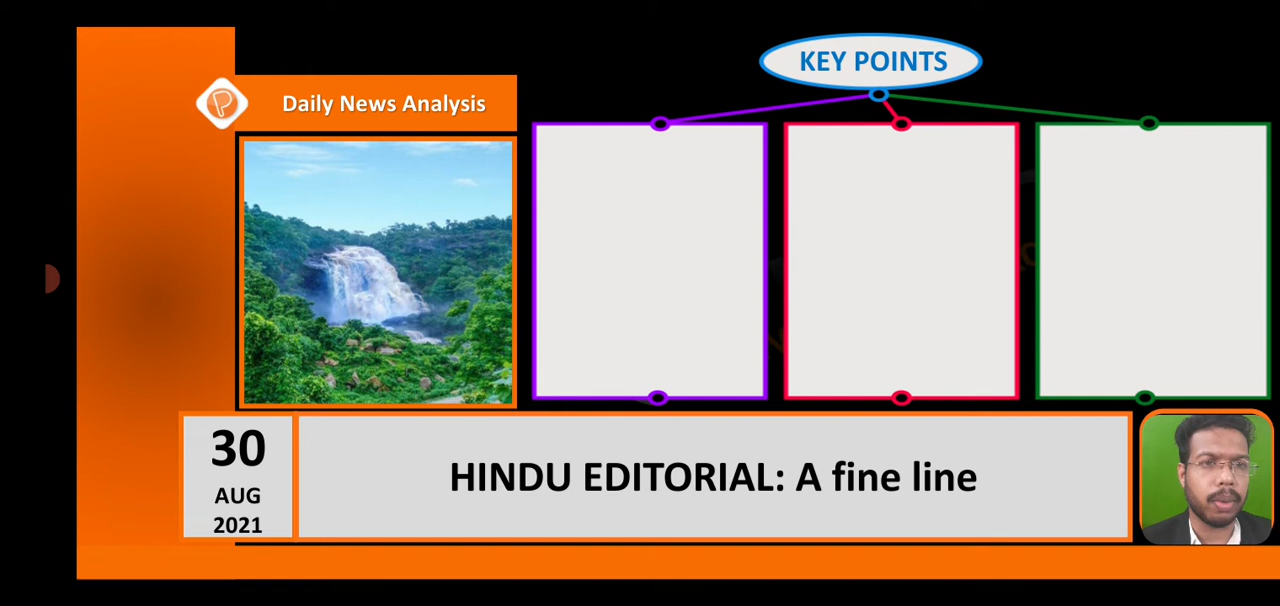 KEY POINTS
Daily News Analysis
30
AUG
2021
HINDU EDITORIAL: A fine line